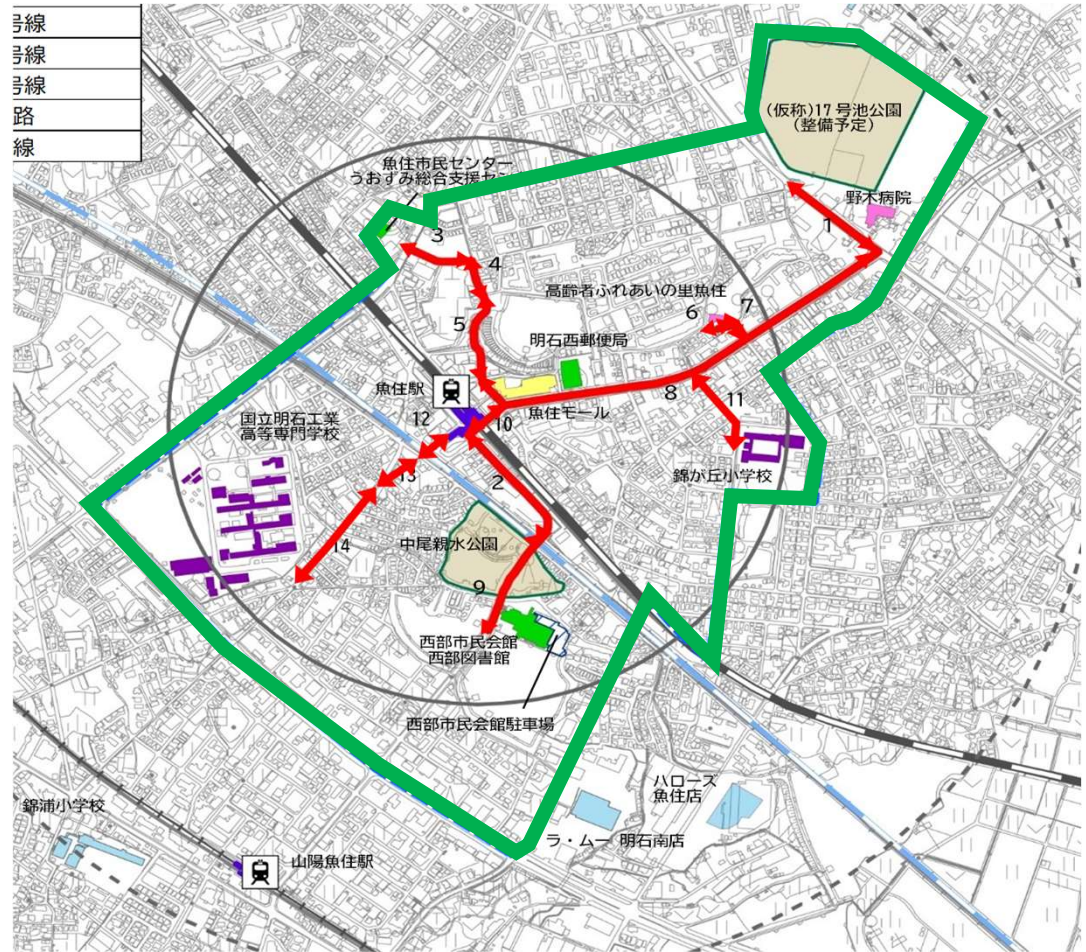 号線
号線
号線
路
線
(仮称)17号池公園
(整備予定)
魚住市民センター
うおずみ総合支援セン
野木病院
1
3
4
高齢者ふれあいの里魚住
7
6
5
明石西郵便局
魚住駅
8
11
魚住モール
12
10
国立明石工業
高等専門学校
錦が丘小学校
13
2
14
中尾親水公園
9
西部市民会館
西部図書館
西部市民会館駐車場
ハローズ
魚住店
錦浦小学校
ラ・ムー 明石南店
山陽魚住駅